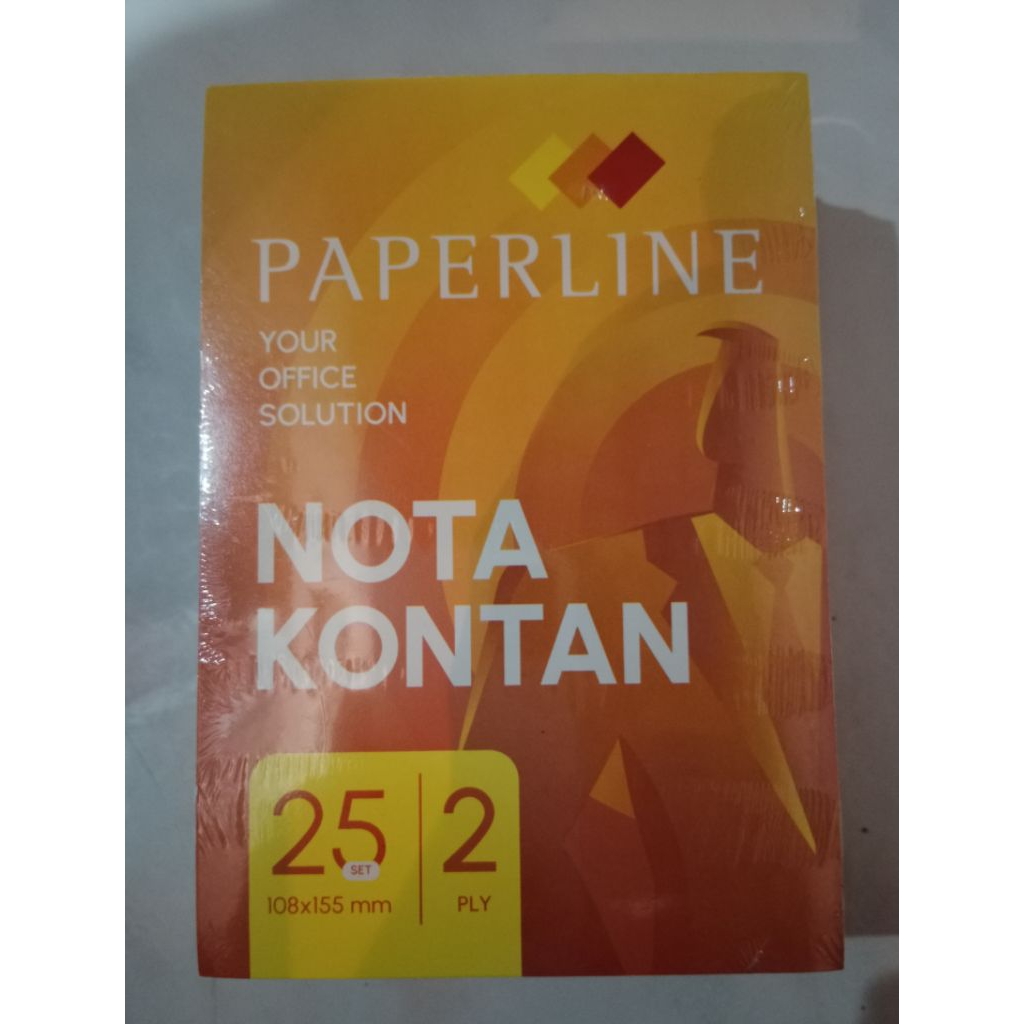 PAPERLINE
YOUR
OFFICE
SOLUTION
NOTA
KONTAN
25
SET
108x155 mm
2
PLY